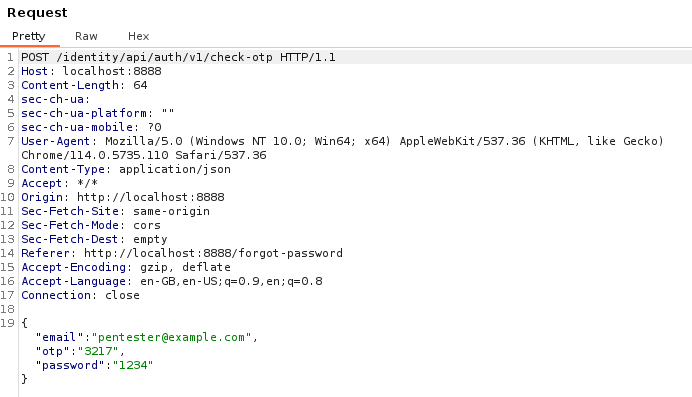 Request
Pretty Raw Hex
1 POST /identity/api/auth/v1/check-otp HTTP/1.1
2 Host: localhost:8888
3 Content-Length: 64
4 sec-ch-ua:
5 sec-ch-ua-platform: ""
6 sec-ch-ua-mobile: ?0
7 User-Agent: Mozilla/5.0 (Windows NT 10.0; Win64; x64) AppleWebKit/537.36 (KHTML, like Gecko)
Chrome/114.0.5735.110 Safari/537.36
8 Content-Type: application/json
9 Accept: */*
10 Origin: http://localhost:8888
11 Sec-Fetch-Site: same-origin
12 Sec-Fetch-Mode: cors
13 Sec-Fetch-Dest: empty
14 Referer: http://localhost:8888/forgot-password
15 Accept-Encoding: gzip, deflate
16 Accept-Language: en-GB,en-US;q=0.9,en;q=0.8
17 Connection: close
18
19 {
"email":"pentester@example.com",
"otp":"3217",
"password":"1234"
}